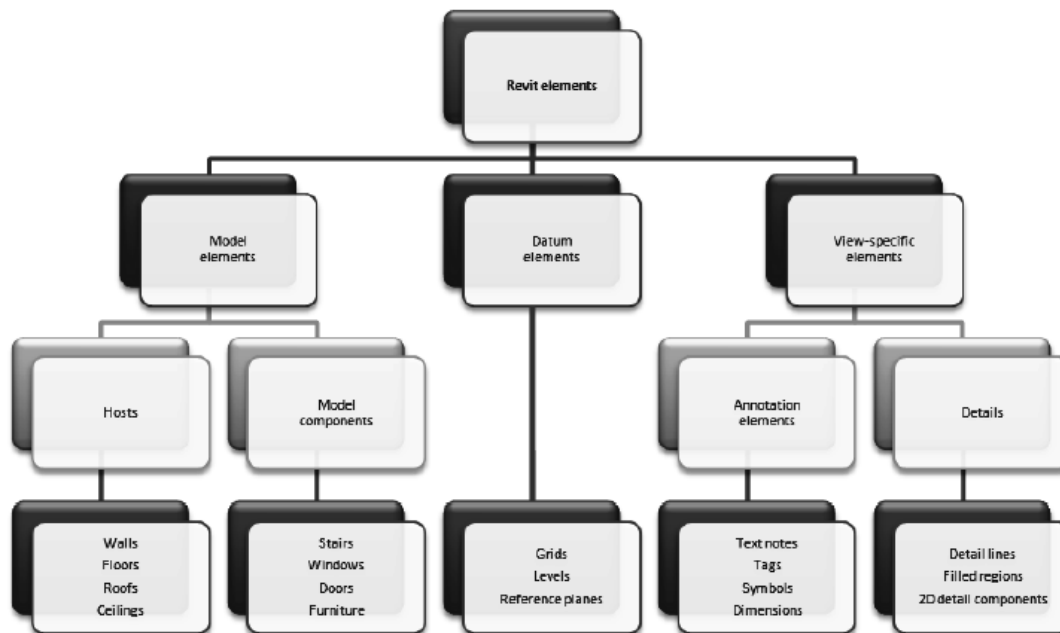 Revit elements
Model
elements
Datum
elements
View-specific
elements
Hosts
Model
components
Annotation
elements
Details
Walls
Floors
Roofs
Ceilings
Stairs
Windows
Doors
Furniture
Grids
Levels
Reference planes
Text notes
Tags
Symbols
Dimensions
Detail lines
Filled regions
2D detail components